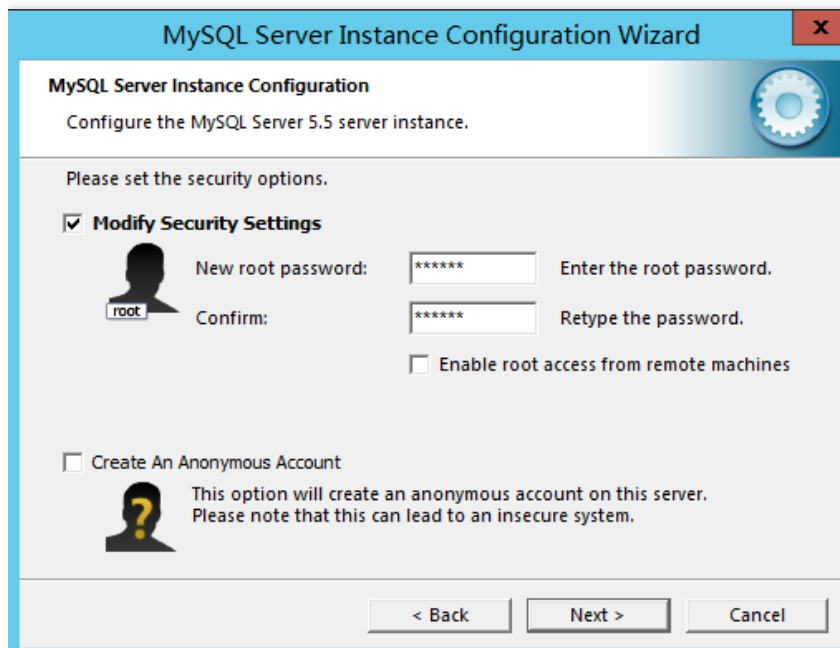 MySQL Server Instance Configuration Wizard
x
MySQL Server Instance Configuration
Configure the MySQL Server 5.5 server instance.
Please set the security options.
Modify Security Settings
New root password: ****** Enter the root password.
root
Confirm: ****** Retype the password.
Enable root access from remote machines
Create An Anonymous Account
?
This option will create an anonymous account on this server.
Please note that this can lead to an insecure system.
< Back Next > Cancel